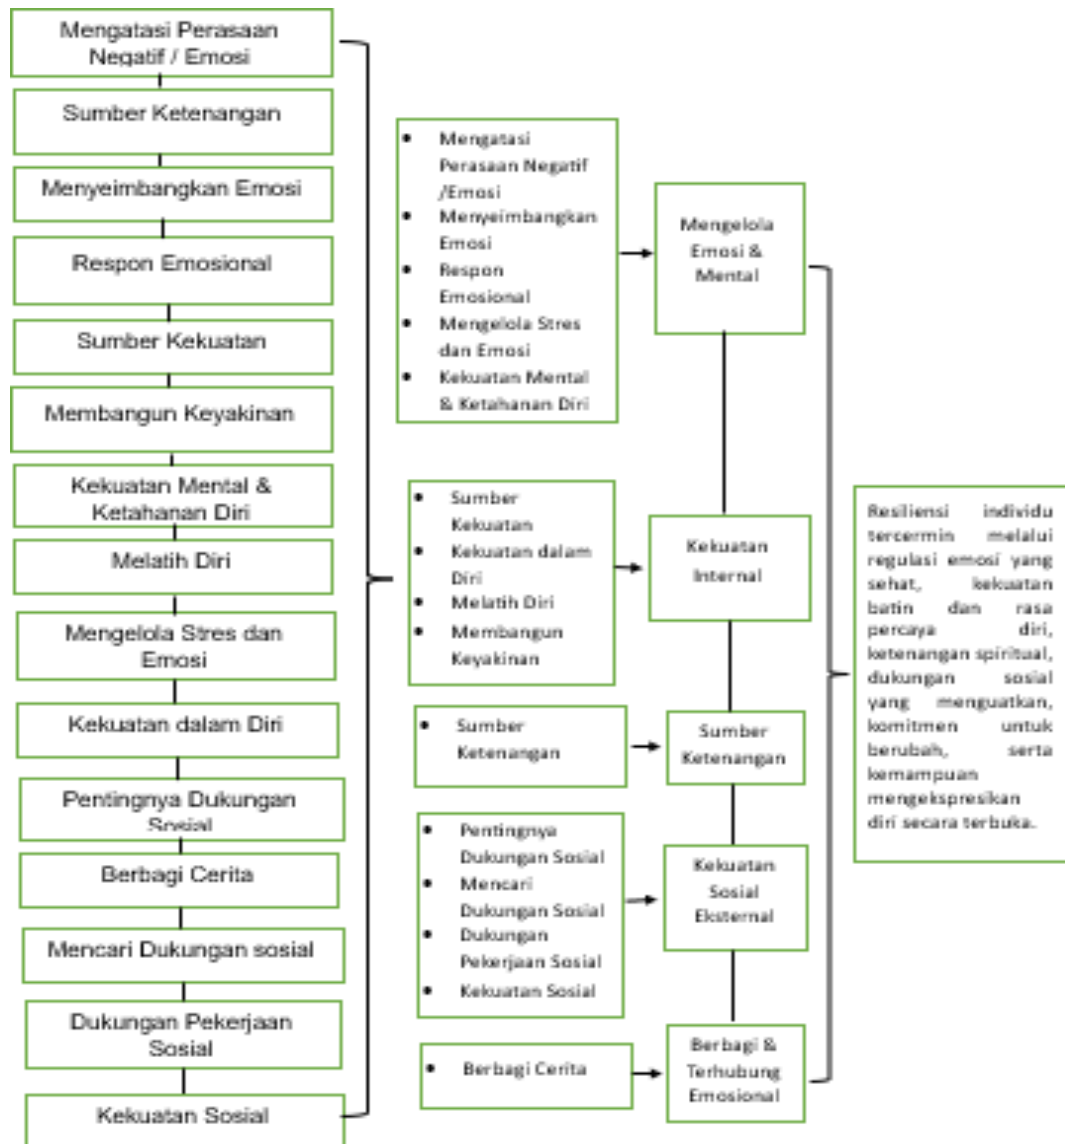 Mengatasi Perasaan
Negatif / Emosi
Sumber Ketenangan
Menyeimbangkan Emosi
Respon Emosional
Sumber Kekuatan
Membangun Keyakinan
Kekuatan Mental &
Ketahanan Diri
Melatih Diri
Mengelola Stres dan
Emosi
Kekuatan dalam Diri
Pentingnya Dukungan
Sosial
Berbagi Cerita
Mencari Dukungan sosial
Dukungan Pekerjaan
Sosial
Kekuatan Sosial
• Mengatasi
Perasaan Negatif
/Emosi
• Menyeimbangkan
Emosi
• Respon
Emosional
• Mengelola Stres
dan Emosi
• Kekuatan Mental
& Ketahanan Diri
• Sumber
Kekuatan
• Kekuatan dalam
Diri
• Melatih Diri
• Membangun
Keyakinan
• Sumber
Ketenangan
• Pentingnya
Dukungan Sosial
• Mencari
Dukungan Sosial
• Dukungan
Pekerjaan Sosial
• Kekuatan Sosial
• Berbagi Cerita
Mengelola
Emosi &
Mental
Kekuatan
Internal
Sumber
Ketenangan
Kekuatan
Sosial
Eksternal
Berbagi &
Terhubung
Emosional
Resiliensi individu
tercermin melalui
regulasi emosi yang
sehat, kekuatan
batin dan rasa
percaya diri,
ketenangan spiritual,
dukungan sosial
yang menguatkan,
komitmen untuk
berubah, serta
kemampuan
mengekspresikan
diri secara terbuka.